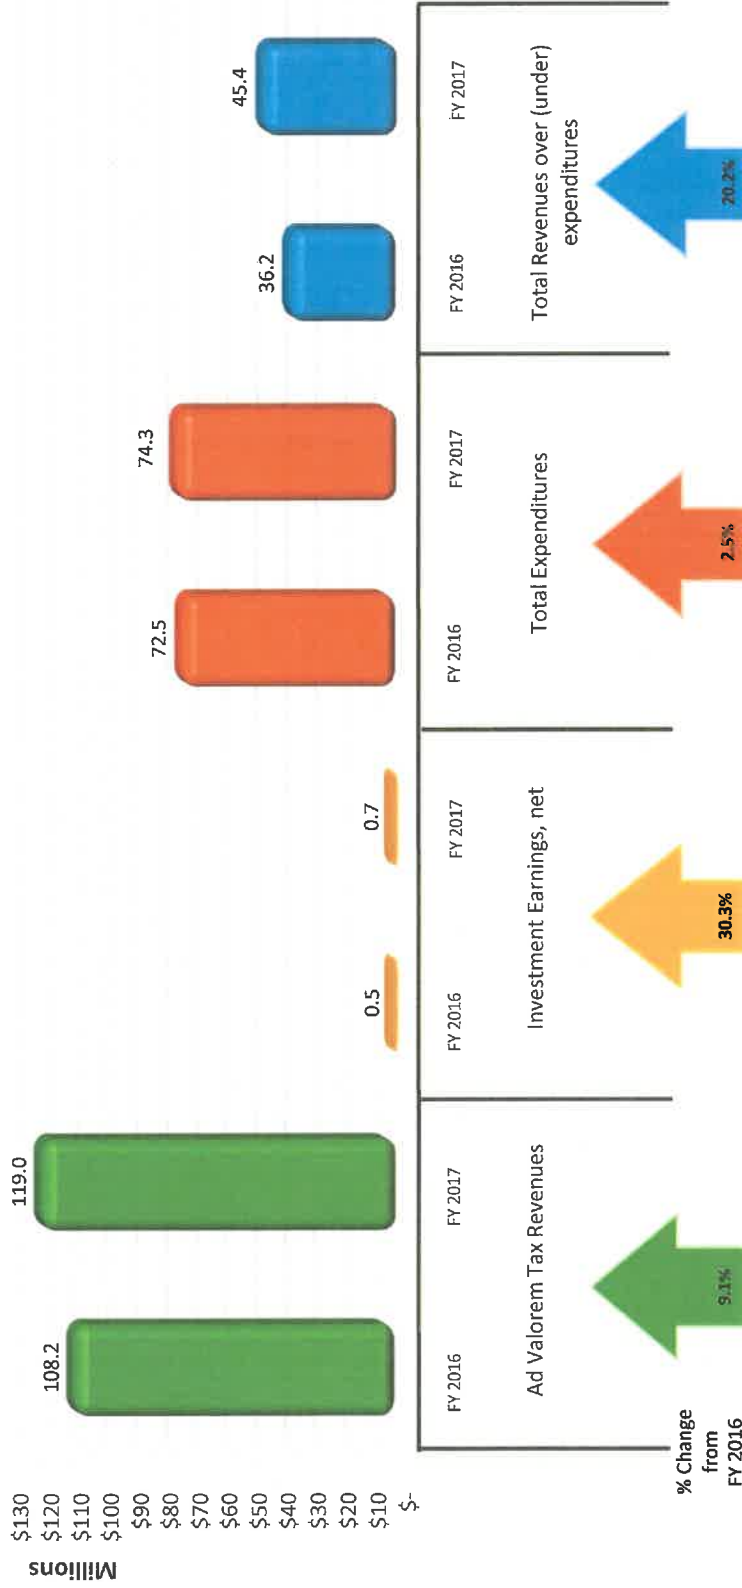 Millions
$130
$120
$110
$100
$90
$80
$70
$60
$50
$40
$30
$20
$10
$-
108.2
119.0
0.5
0.7
72.5
74.3
36.2
45.4
FY 2016
FY 2017
FY 2016
FY 2017
FY 2016
FY 2017
FY 2016
FY 2017
Ad Valorem Tax Revenues
Investment Earnings, net
Total Expenditures
Total Revenues over (under)
expenditures
% Change
from
FY 2016
9.1%
30.3%
2.5%
20.2%